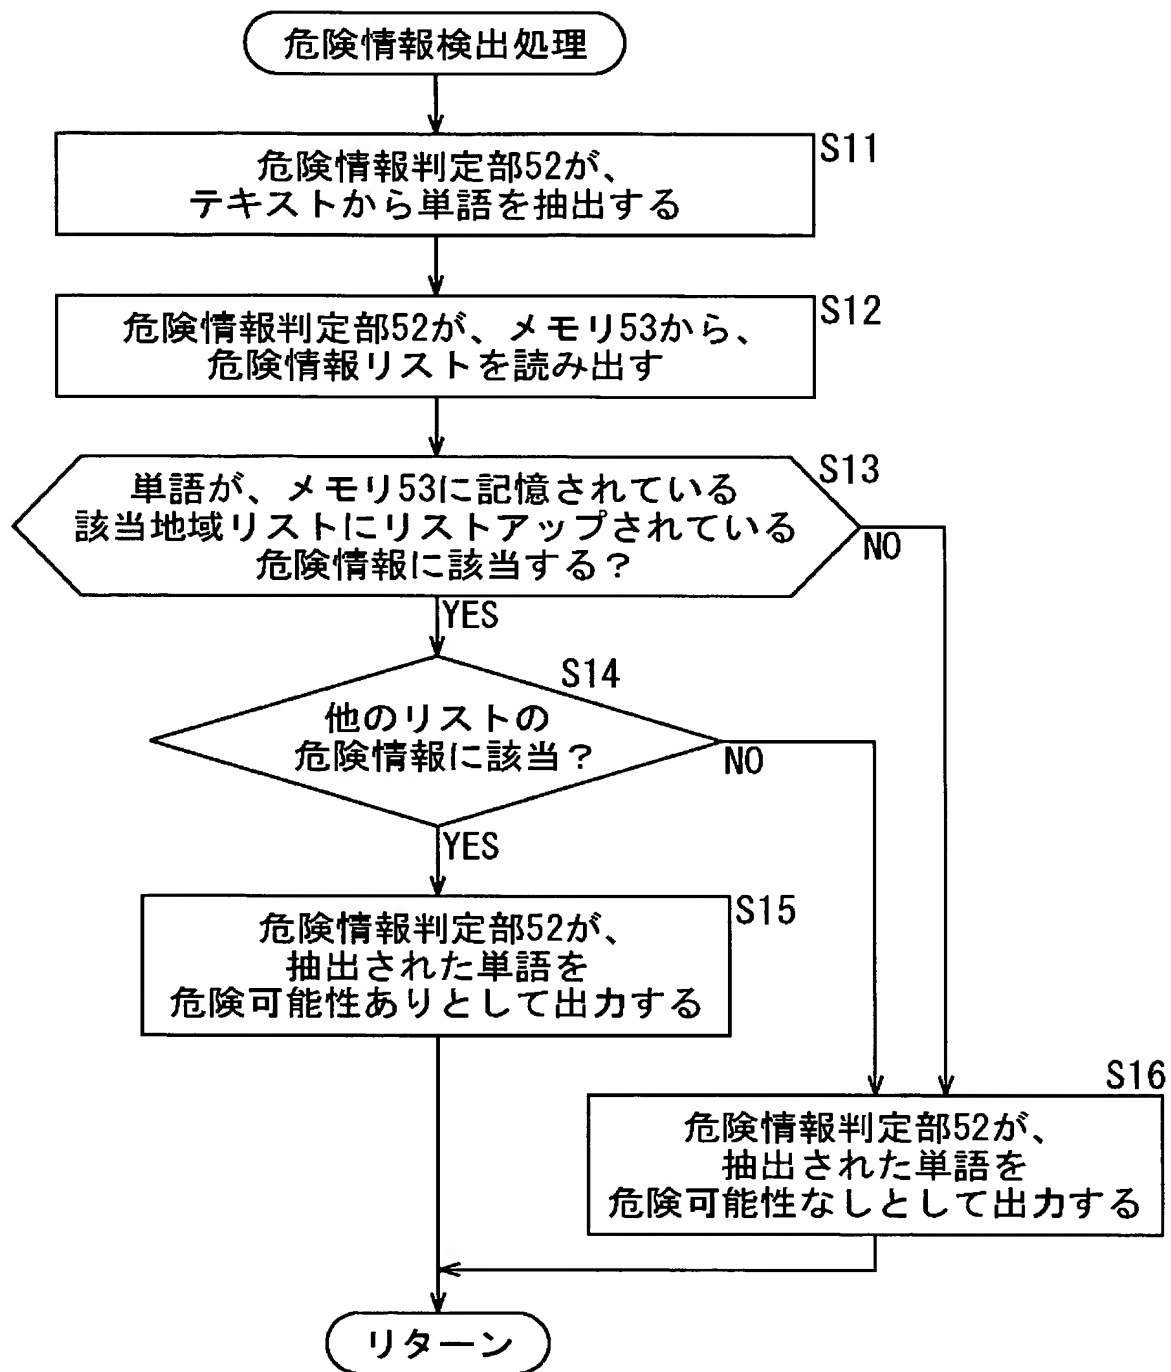 危険情報検出処理
S11
危険情報判定部52が、
テキストから単語を抽出する
S12
危険情報判定部52が、メモリ53から、
危険情報リストを読み出す
S13
単語が、メモリ53に記憶されている
該当地域リストにリストアップされている
危険情報に該当する？
NO
YES
S14
他のリストの
危険情報に該当？
NO
YES
S15
危険情報判定部52が、
抽出された単語を
危険可能性ありとして出力する
S16
危険情報判定部52が、
抽出された単語を
危険可能性なしとして出力する
リターン